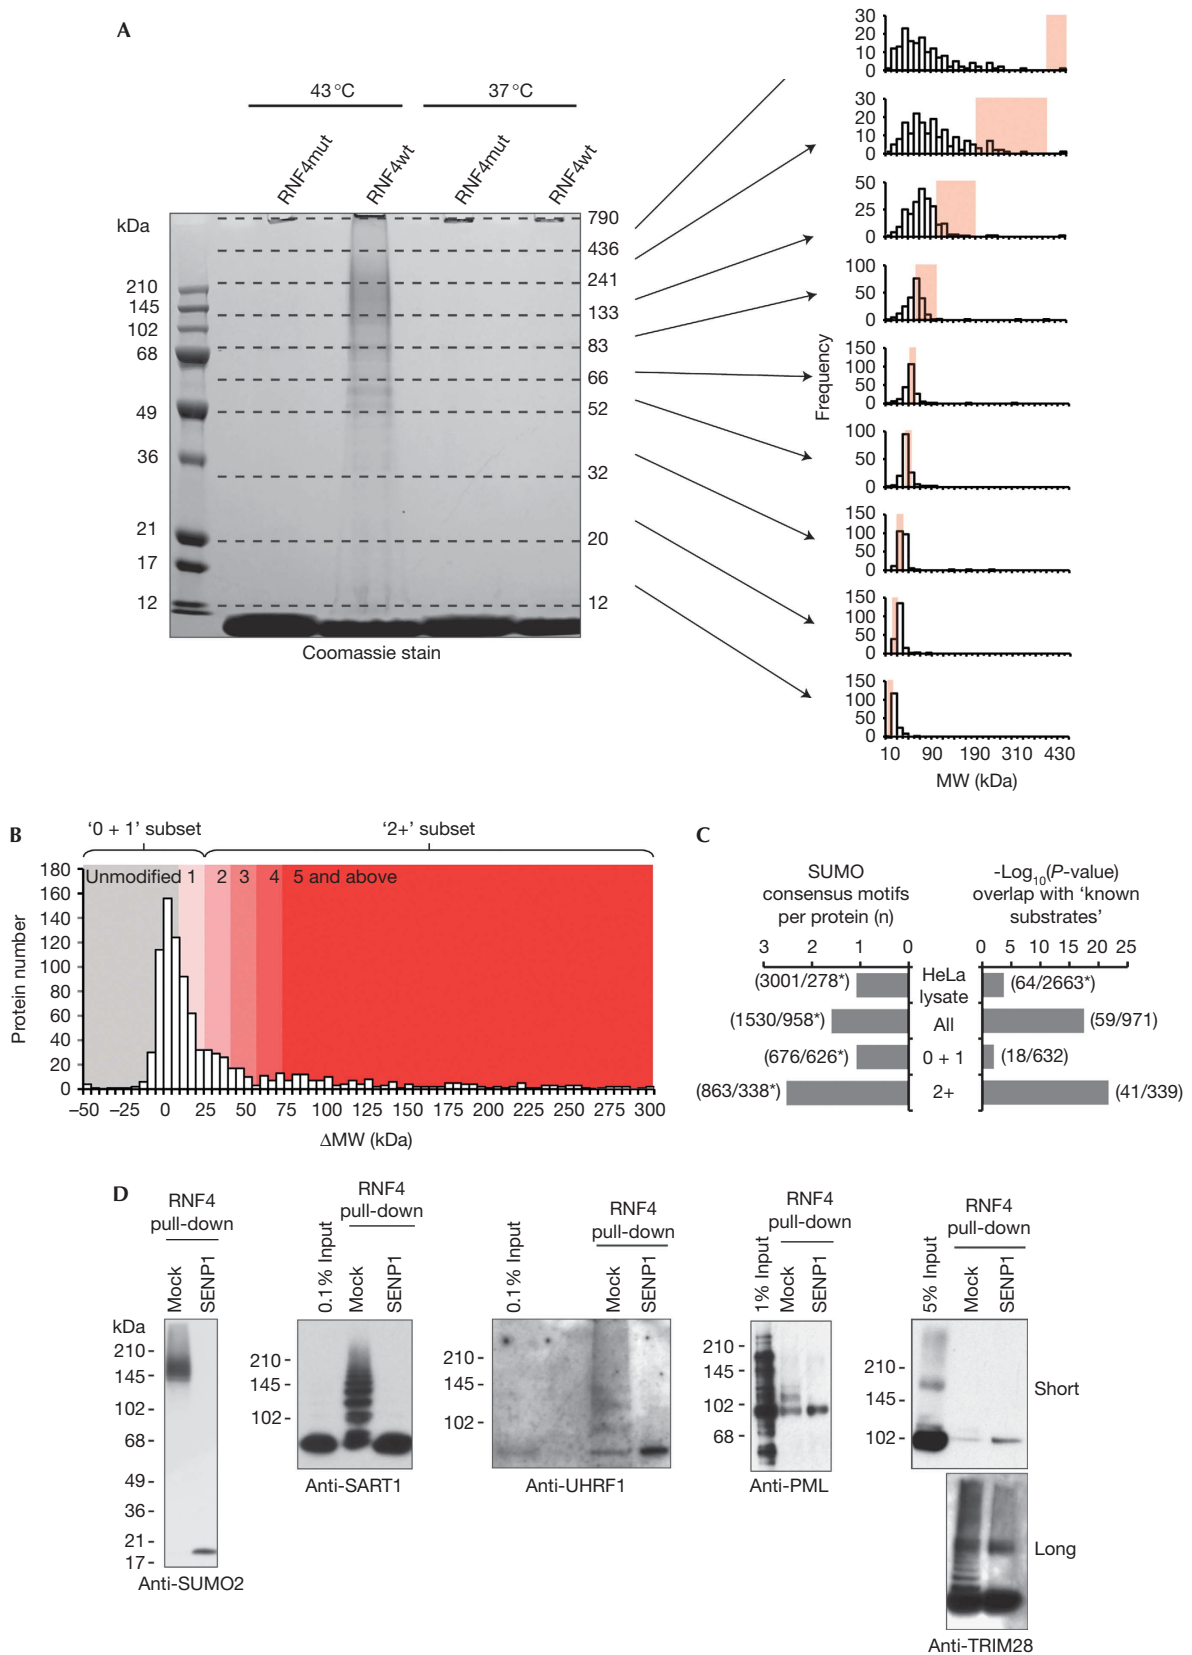 A
43 °C
37 °C
RNF4mut
RNF4wt
RNF4mut
RNF4wt
kDa
210
145
102
68
49
36
21
17
12
790
436
241
133
83
66
52
32
20
12
Coomassie stain
Frequency
30
20
10
0
30
20
10
0
50
25
0
100
50
0
150
100
50
0
100
50
0
150
100
50
0
150
100
50
0
150
100
50
0
10 90 190 310 430
MW (kDa)
B
‘0 + 1’ subset
‘2+’ subset
Unmodified 1 2 3 4 5 and above
Protein number
180
160
140
120
100
80
60
40
20
0
–50 –25 0 25 50 75 100 125 150 175 200 225 250 275 300
ΔMW (kDa)
C
SUMO
consensus motifs
per protein (n)
-Log10(P-value)
overlap with ‘known
substrates’
3 2 1 0
0 5 10 15 20 25
(3001/278*) HeLa lysate (64/2663*)
(1530/958*) All (59/971)
(676/626*) 0 + 1 (18/632)
(863/338*) 2+ (41/339)
D
RNF4
pull-down
Mock
SENP1
kDa
210-
145-
102-
68-
49-
36-
21-
17-
Anti-SUMO2
RNF4
pull-down
0.1% Input
Mock
SENP1
210-
145-
102-
Anti-SART1
RNF4
pull-down
0.1% Input
Mock
SENP1
210-
145-
102-
Anti-UHRF1
RNF4
pull-down
1% Input
Mock
SENP1
210-
145-
102-
68-
Anti-PML
RNF4
pull-down
5% Input
Mock
SENP1
210-
145-
102-
Short
Long
Anti-TRIM28